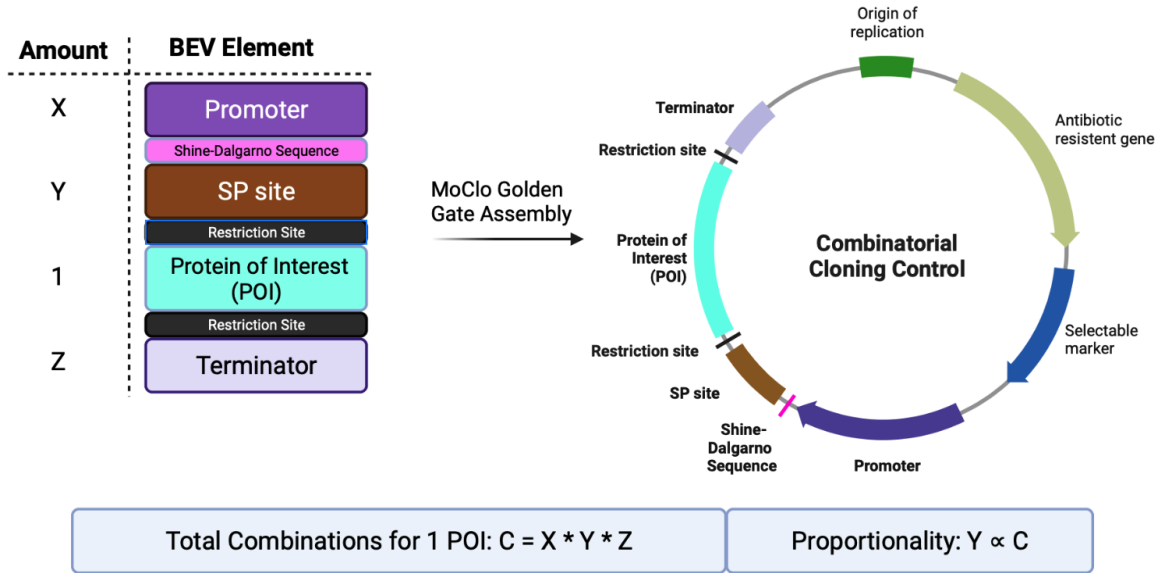 Amount
BEV Element
X
Promoter
Shine-Dalgarno Sequence
Y
SP site
Restriction Site
1
Protein of Interest
(POI)
Restriction Site
Z
Terminator
MoClo Golden
Gate Assembly
Origin of
replication
Terminator
Antibiotic
resistent gene
Restriction site
Protein of
Interest
(POI)
Combinatorial
Cloning Control
Restriction site
Selectable
marker
SP site
Shine-
Dalgarno
Sequence
Promoter
Total Combinations for 1 POI: C = X * Y * Z
Proportionality: Y ∝ C